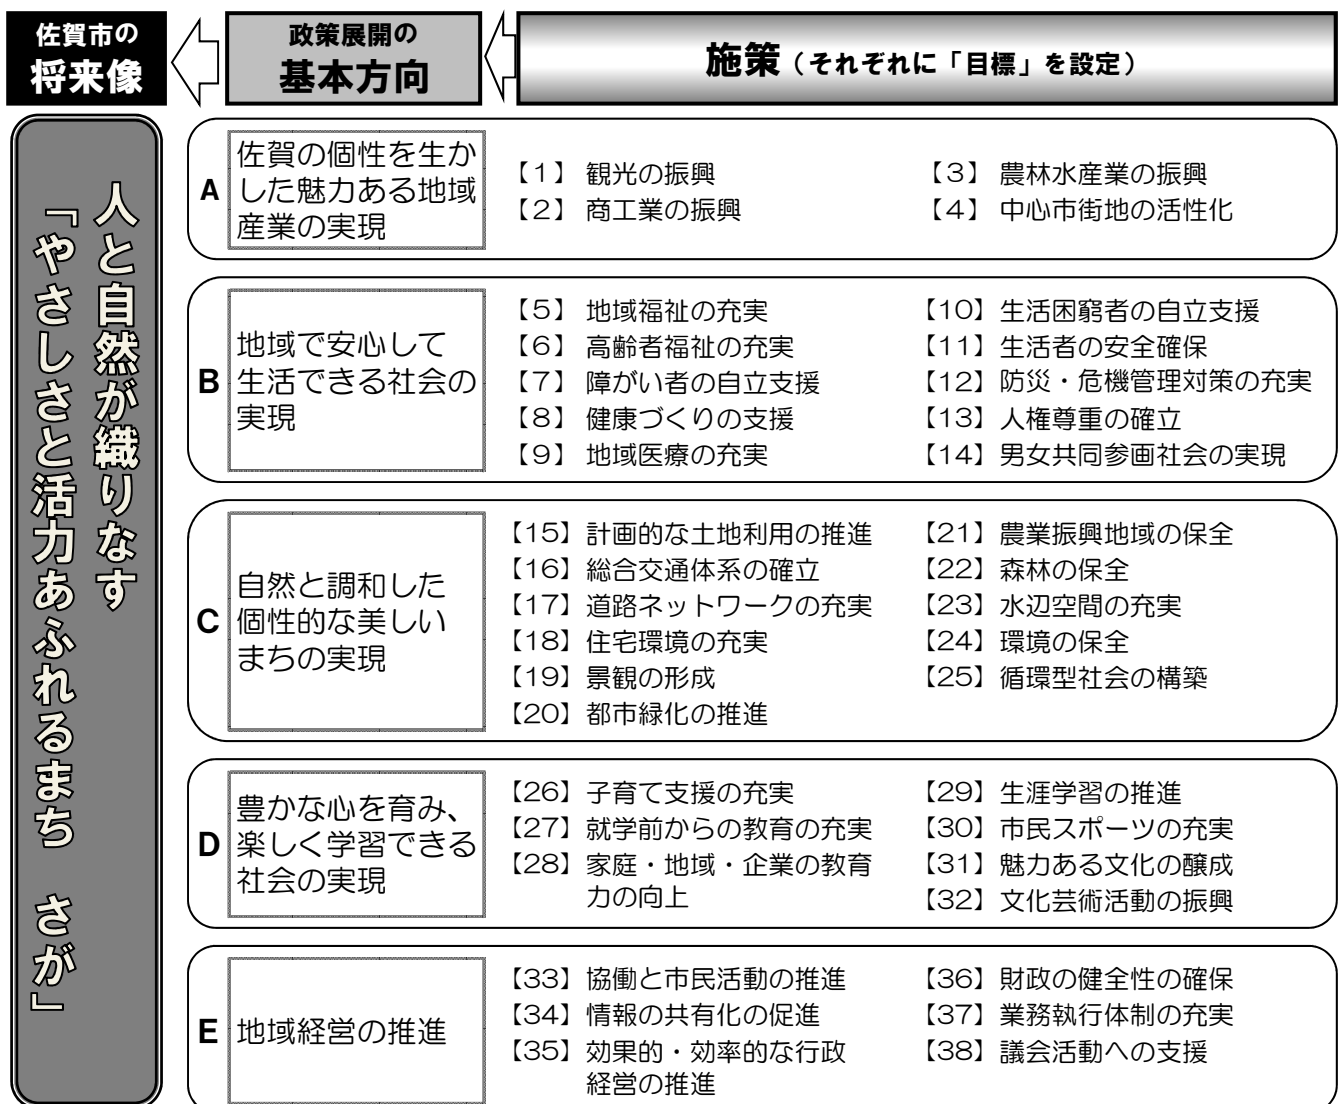 佐賀市の
将来像
政策展開の
基本方向
施策（それぞれに「目標」を設定）
人と自然が織りなす
「やさしさと活力あふれるまち　さが」
A
佐賀の個性を生か
した魅力ある地域
産業の実現
【1】 観光の振興
【2】 商工業の振興
【3】 農林水産業の振興
【4】 中心市街地の活性化
B
地域で安心して
生活できる社会の
実現
【5】 地域福祉の充実
【6】 高齢者福祉の充実
【7】 障がい者の自立支援
【8】 健康づくりの支援
【9】 地域医療の充実
【10】生活困窮者の自立支援
【11】生活者の安全確保
【12】防災・危機管理対策の充実
【13】人権尊重の確立
【14】男女共同参画社会の実現
C
自然と調和した
個性的な美しい
まちの実現
【15】計画的な土地利用の推進
【16】総合交通体系の確立
【17】道路ネットワークの充実
【18】住宅環境の充実
【19】景観の形成
【20】都市緑化の推進
【21】農業振興地域の保全
【22】森林の保全
【23】水辺空間の充実
【24】環境の保全
【25】循環型社会の構築
D
豊かな心を育み、
楽しく学習できる
社会の実現
【26】子育て支援の充実
【27】就学前からの教育の充実
【28】家庭・地域・企業の教育
力の向上
【29】生涯学習の推進
【30】市民スポーツの充実
【31】魅力ある文化の醸成
【32】文化芸術活動の振興
E
地域経営の推進
【33】協働と市民活動の推進
【34】情報の共有化の促進
【35】効果的・効率的な行政
経営の推進
【36】財政の健全性の確保
【37】業務執行体制の充実
【38】議会活動への支援